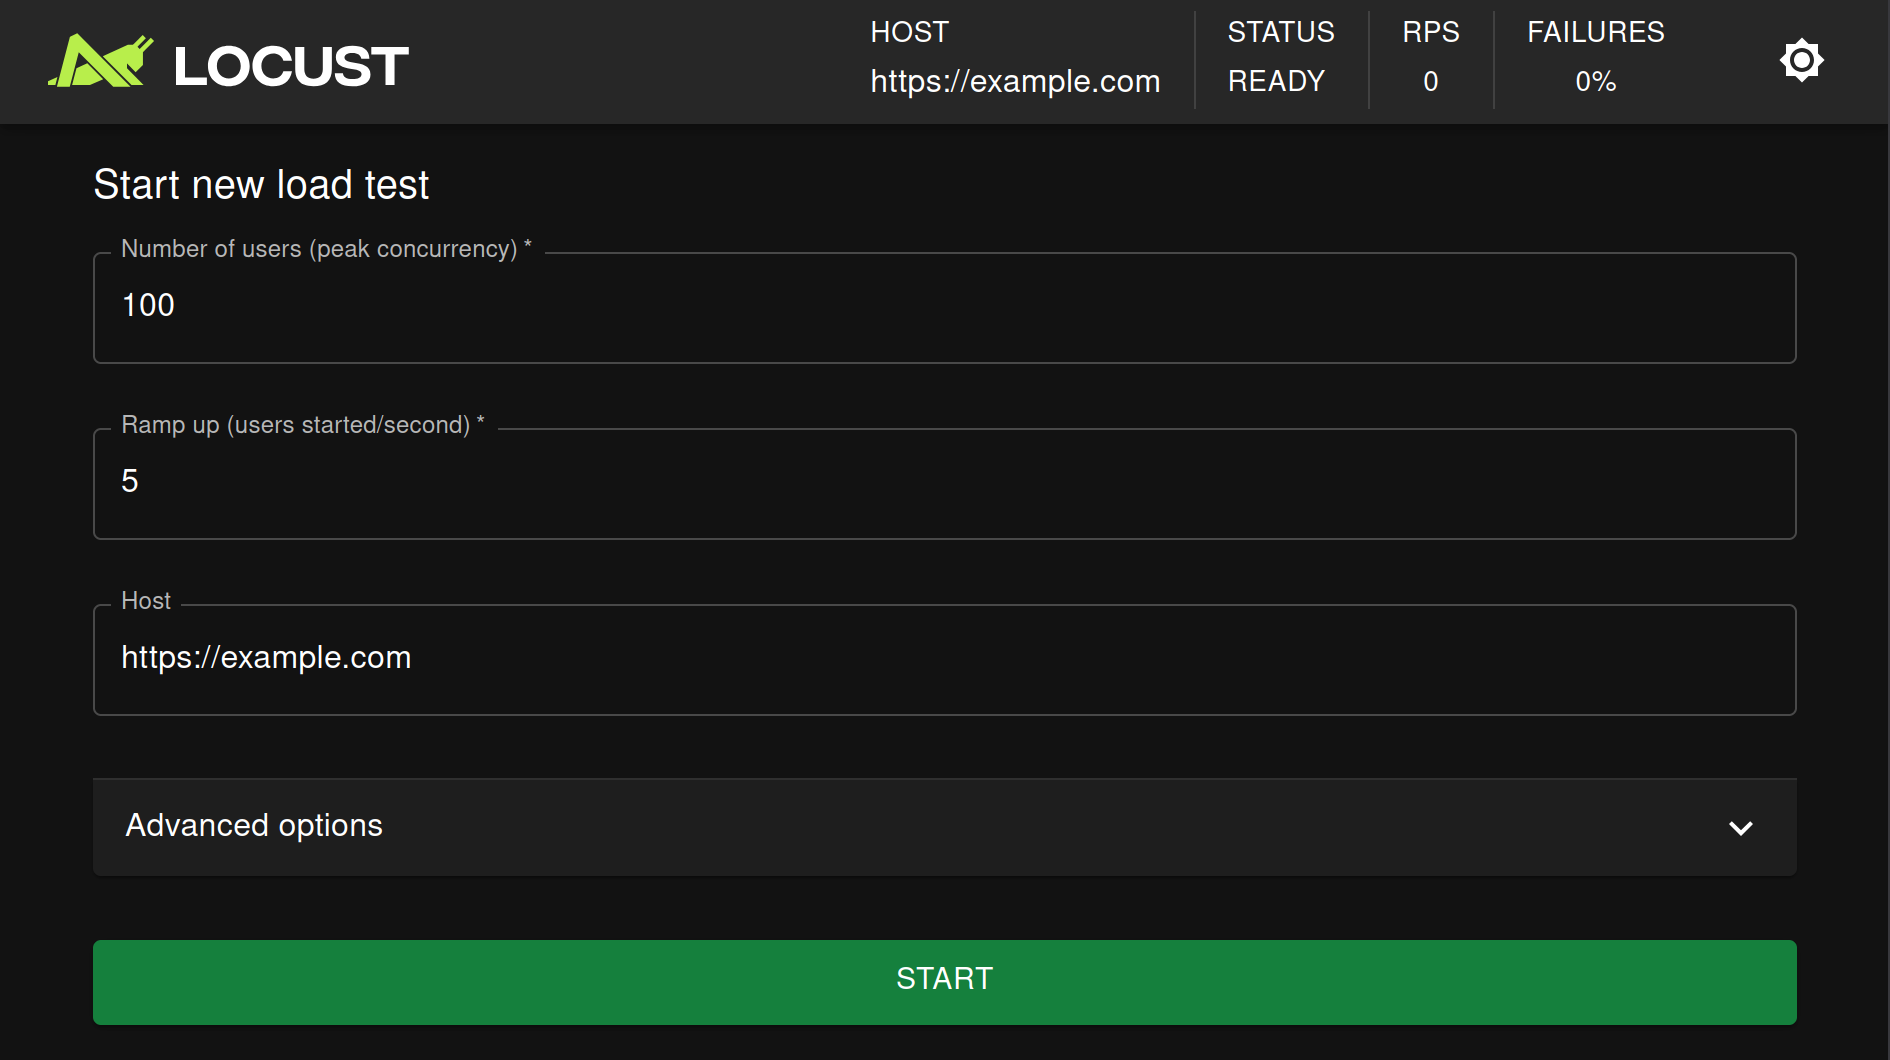 LOCUST
HOST
https://example.com
STATUS
READY
RPS
0
FAILURES
0%
Start new load test
Number of users (peak concurrency) *
100
Ramp up (users started/second) *
5
Host
https://example.com
Advanced options
START